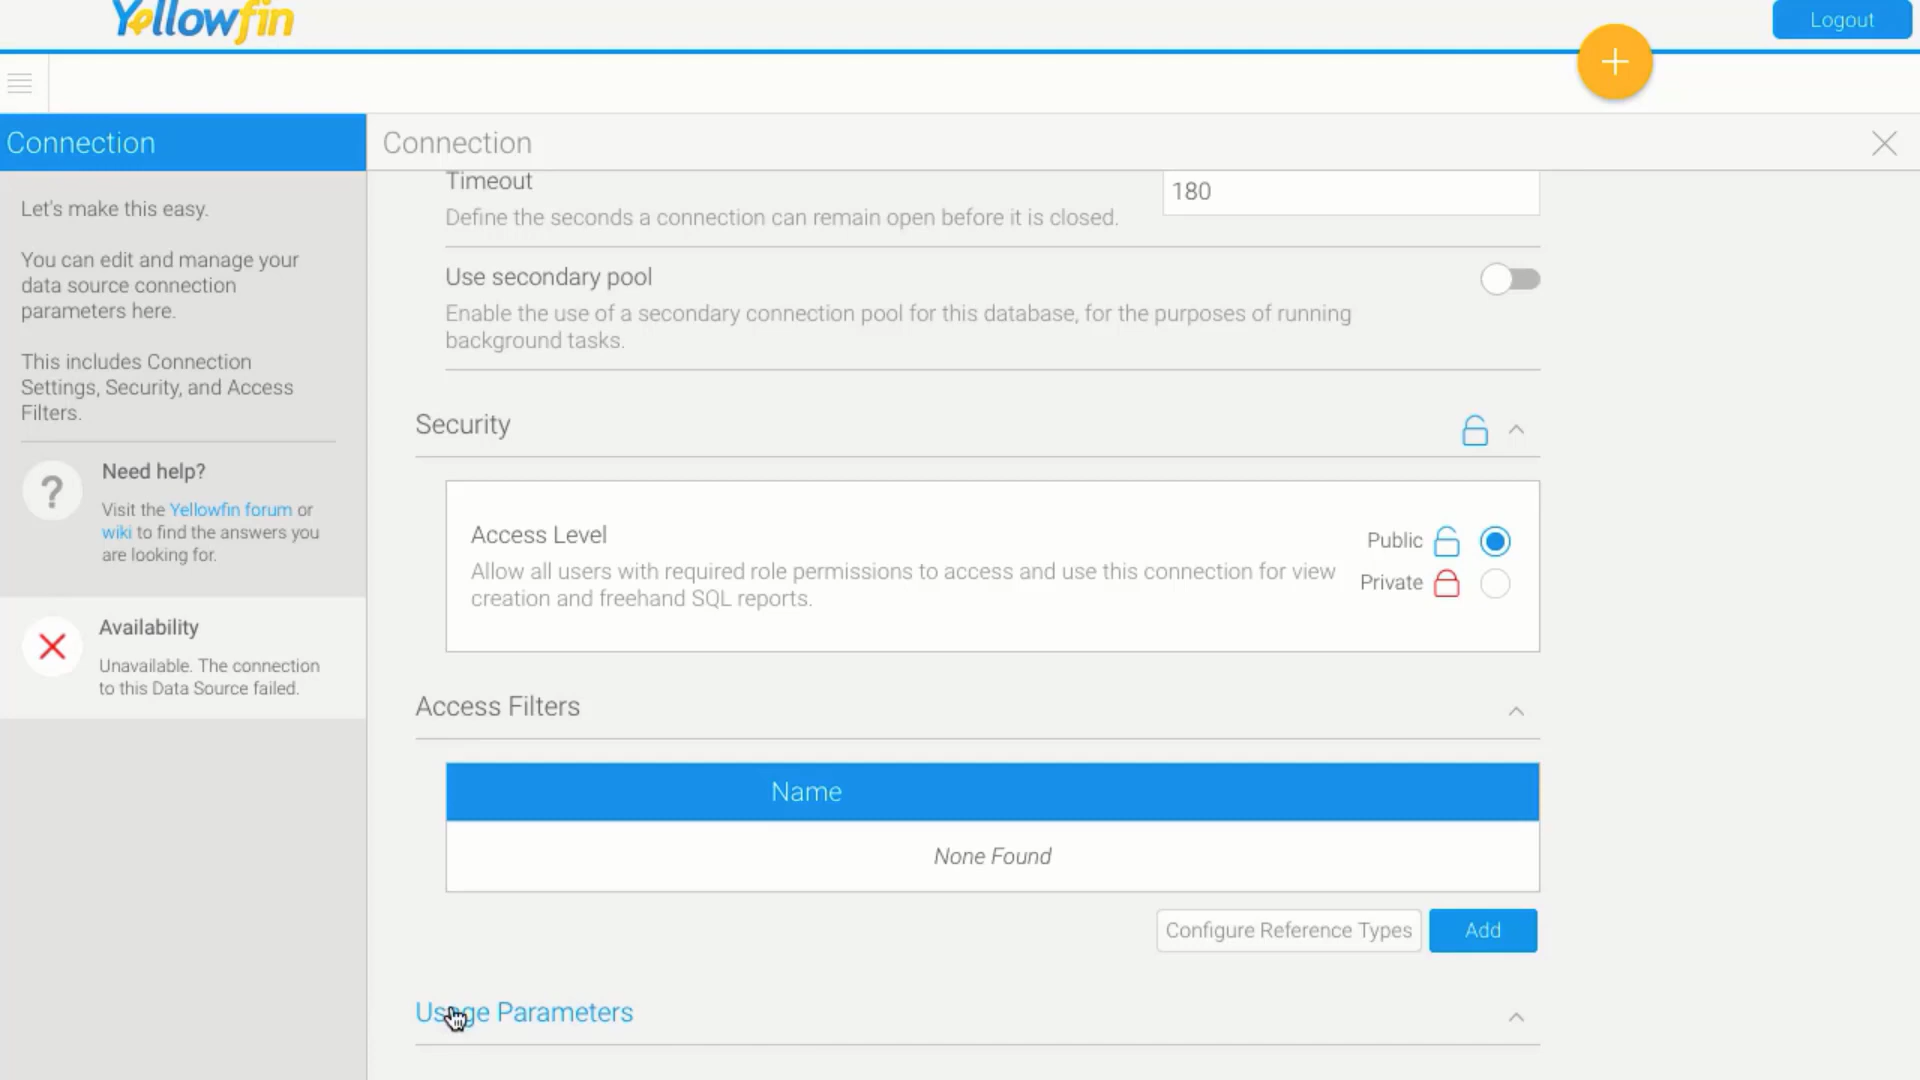 Yellowfin
Logout
+
Connection
Connection
Let's make this easy.
You can edit and manage your
data source connection
parameters here.
This includes Connection
Settings, Security, and Access
Filters.
?
Need help?
Visit the Yellowfin forum or
wiki to find the answers you
are looking for.
Availability
Unavailable. The connection
to this Data Source failed.
Timeout
180
Define the seconds a connection can remain open before it is closed.
Use secondary pool
Enable the use of a secondary connection pool for this database, for the purposes of running
background tasks.
Security
Access Level
Allow all users with required role permissions to access and use this connection for view
creation and freehand SQL reports.
Public
Private
Access Filters
Name
None Found
Configure Reference Types
Add
Usage Parameters